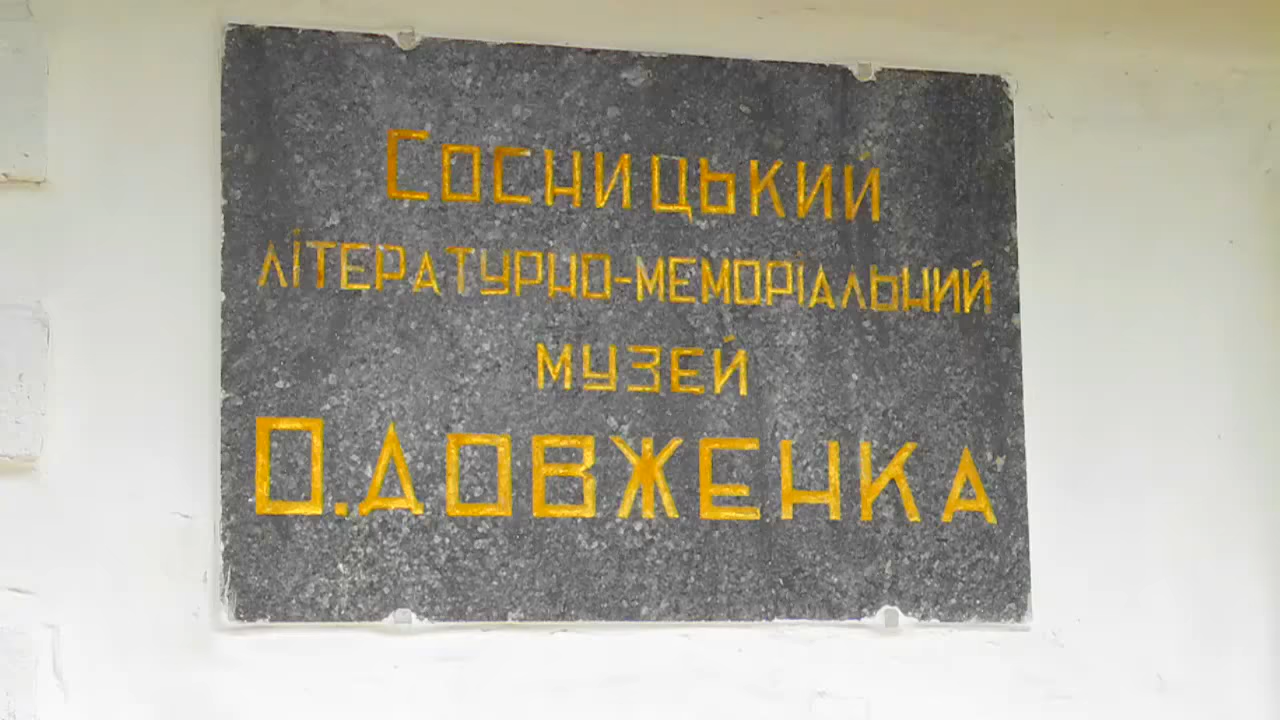 Сосницький
літературно-меморіальний
музей
О.Довженка